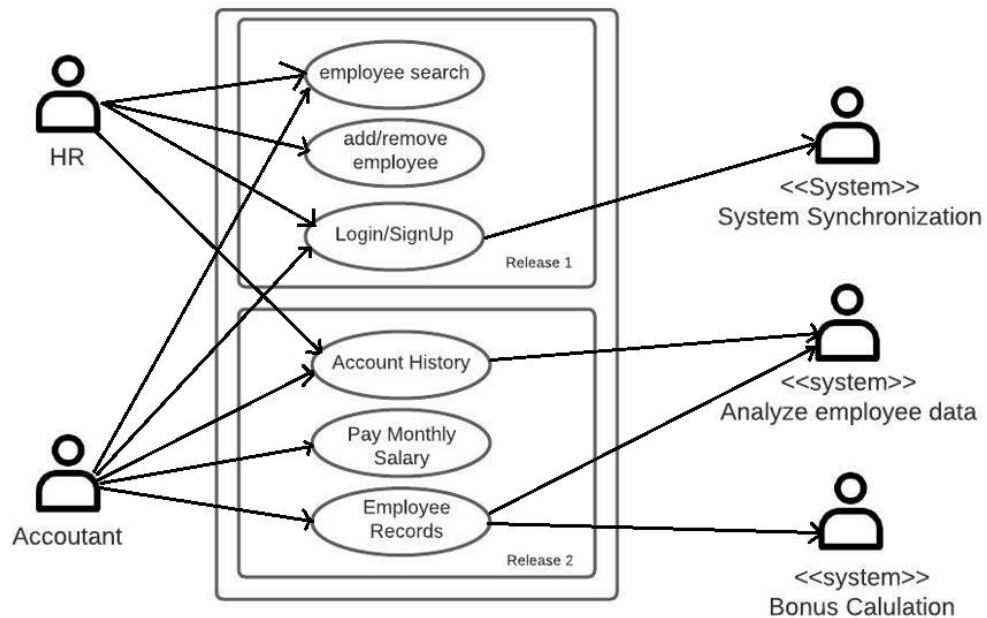 employee search
HR
add/remove
employee
<<System>>
System Synchronization
Login/SignUp
Release 1
Account History
<<system>>
Analyze employee data
Pay Monthly
Salary
Accoutant
Employee
Records
Release 2
<<system>>
Bonus Calulation